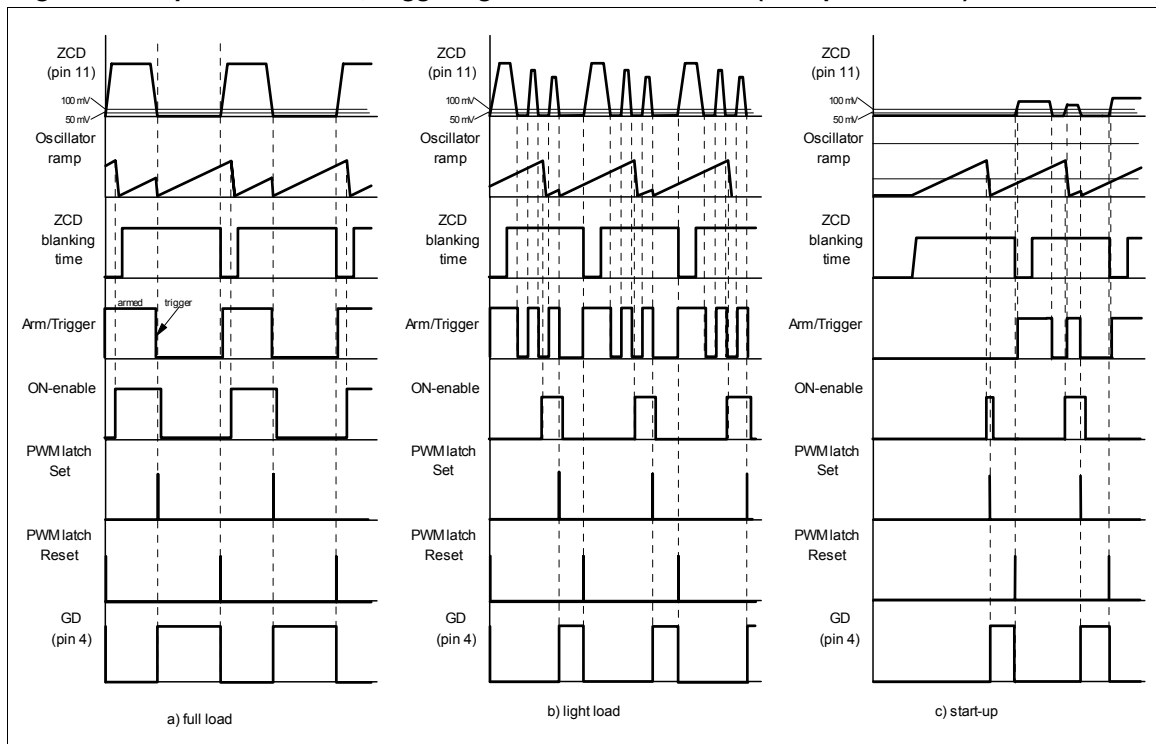 ZCD
(pin 11)
100 mV
50 mV
Oscillator
ramp
ZCD
blanking
time
armed
trigger
Arm/Trigger
ON-enable
PWM latch
Set
PWM latch
Reset
GD
(pin 4)
a) full load
ZCD
(pin 11)
100 mV
50 mV
Oscillator
ramp
ZCD
blanking
time
Arm/Trigger
ON-enable
PWM latch
Set
PWM latch
Reset
GD
(pin 4)
b) light load
ZCD
(pin 11)
100 mV
50 mV
Oscillator
ramp
ZCD
blanking
time
Arm/Trigger
ON-enable
PWM latch
Set
PWM latch
Reset
GD
(pin 4)
c) start-up